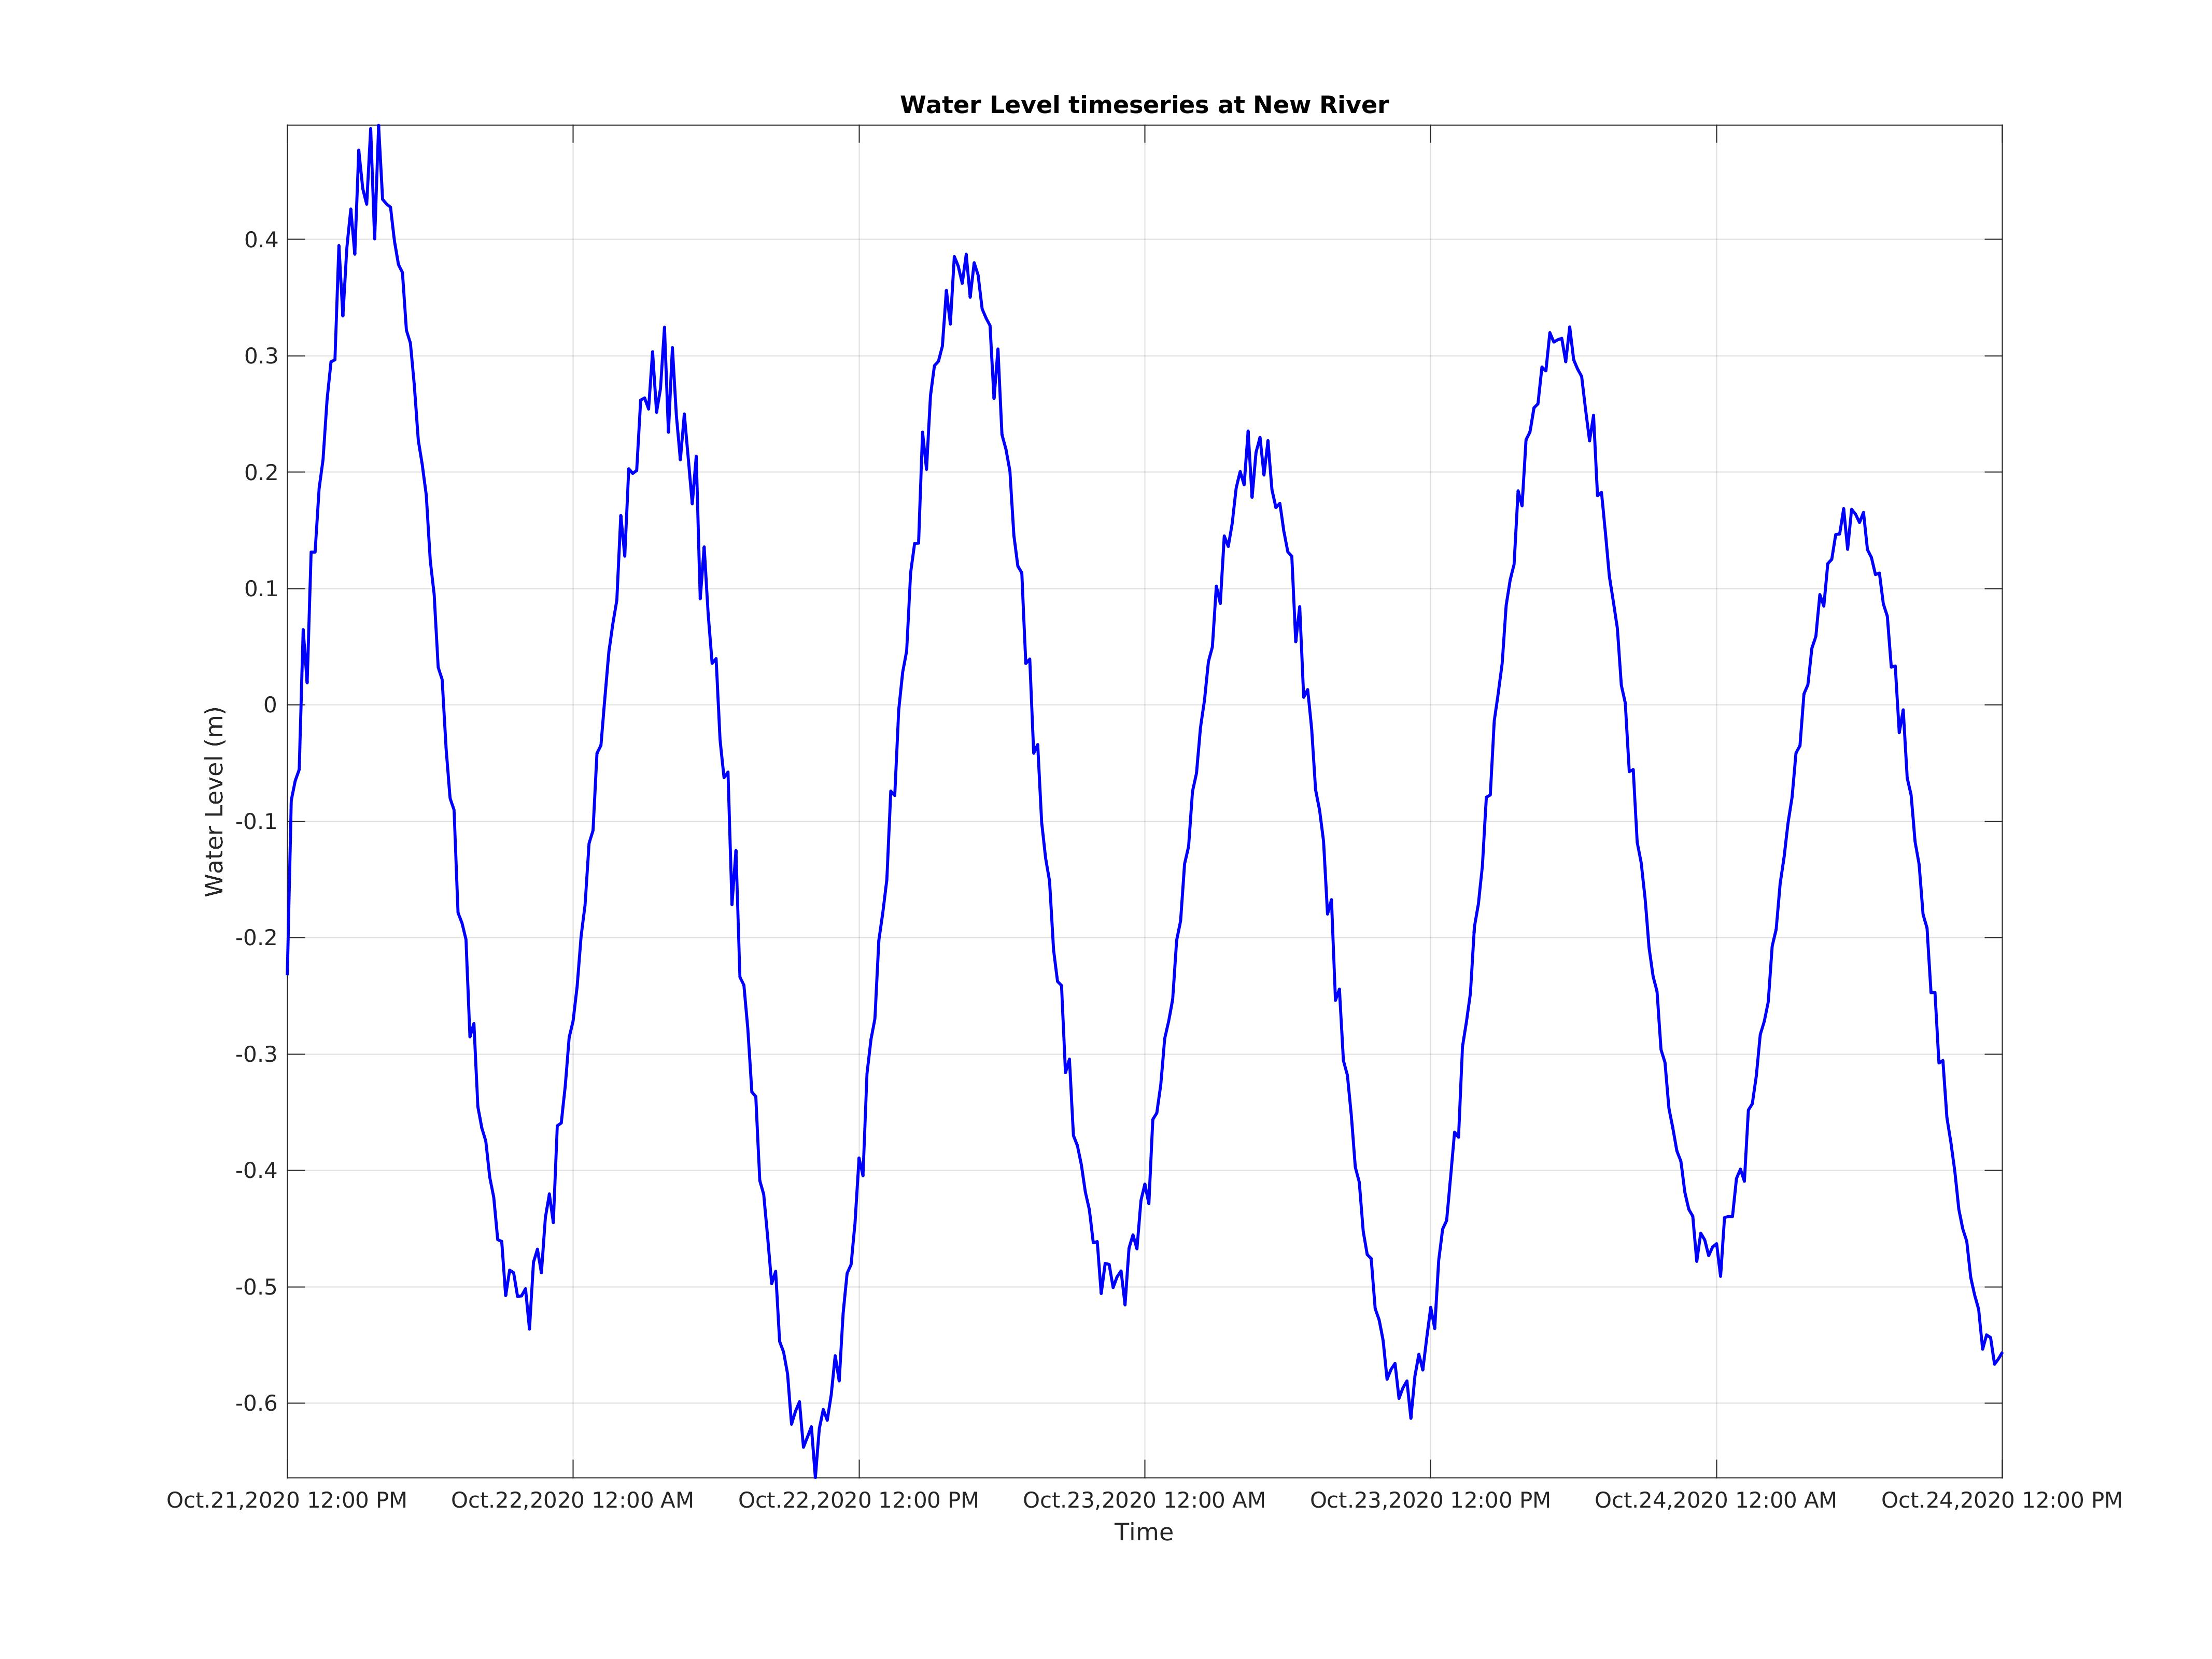 Water Level timeseries at New River
0.4
0.3
0.2
0.1
0
-0.1
-0.2
-0.3
-0.4
-0.5
-0.6
Water Level (m)
Oct.21,2020 12:00 PM
Oct.22,2020 12:00 AM
Oct.22,2020 12:00 PM
Oct.23,2020 12:00 AM
Oct.23,2020 12:00 PM
Oct.24,2020 12:00 AM
Oct.24,2020 12:00 PM
Time